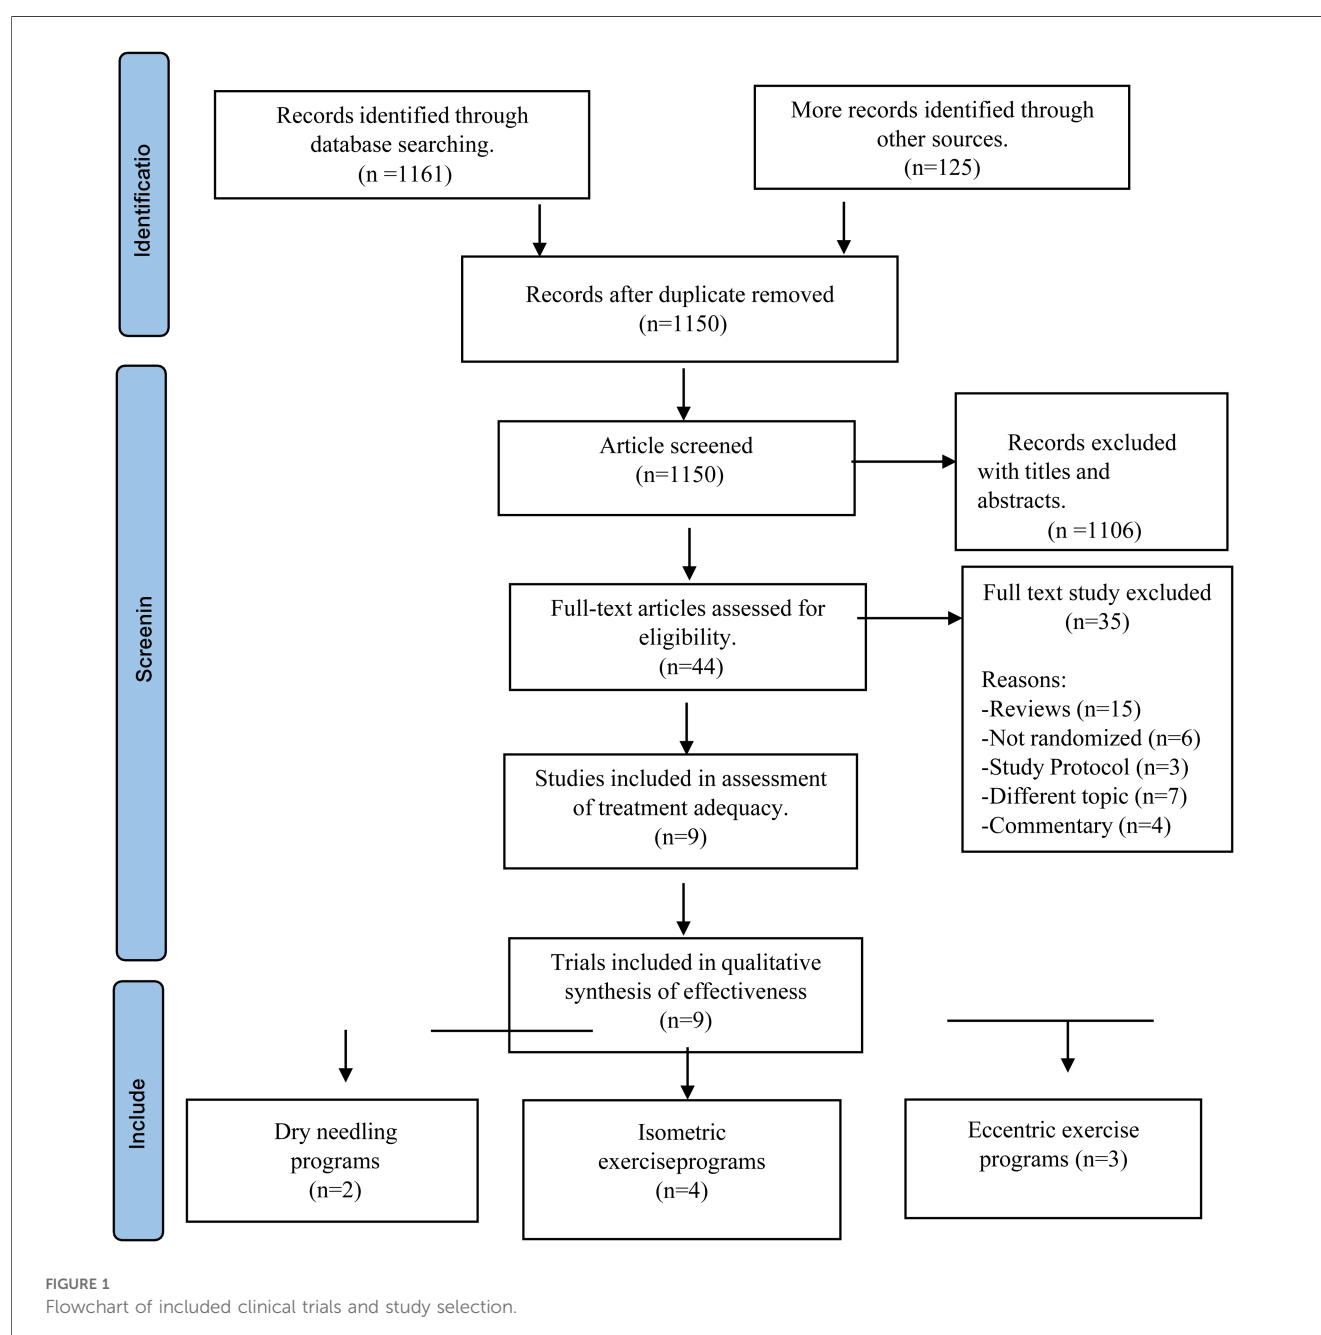 Identificatio
Records identified through
database searching.
(n =1161)
More records identified through
other sources.
(n=125)
Records after duplicate removed
(n=1150)
Screenin
Article screened
(n=1150)
Records excluded
with titles and
abstracts.
(n =1106)
Full-text articles assessed for
eligibility.
(n=44)
Full text study excluded
(n=35)
Reasons:
-Reviews (n=15)
-Not randomized (n=6)
-Study Protocol (n=3)
-Different topic (n=7)
-Commentary (n=4)
Studies included in assessment
of treatment adequacy.
(n=9)
Trials included in qualitative
synthesis of effectiveness
(n=9)
Include
Dry needling
programs
(n=2)
Isometric
exerciseprograms
(n=4)
Eccentric exercise
programs (n=3)
FIGURE 1
Flowchart of included clinical trials and study selection.